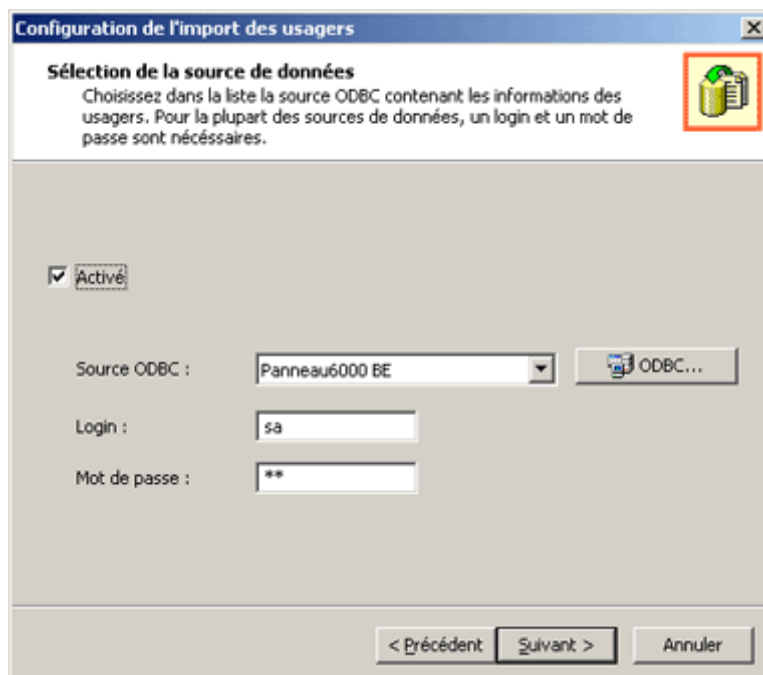 Configuration de l'import des usagers
Sélection de la source de données
Choisissez dans la liste la source ODBC contenant les informations des
usagers. Pour la plupart des sources de données, un login et un mot de
passe sont nécéssaires.
Activé
Source ODBC :
Panneau6000 BE
ODBC...
Login :
sa
Mot de passe :
**
< Précédent
Suivant >
Annuler